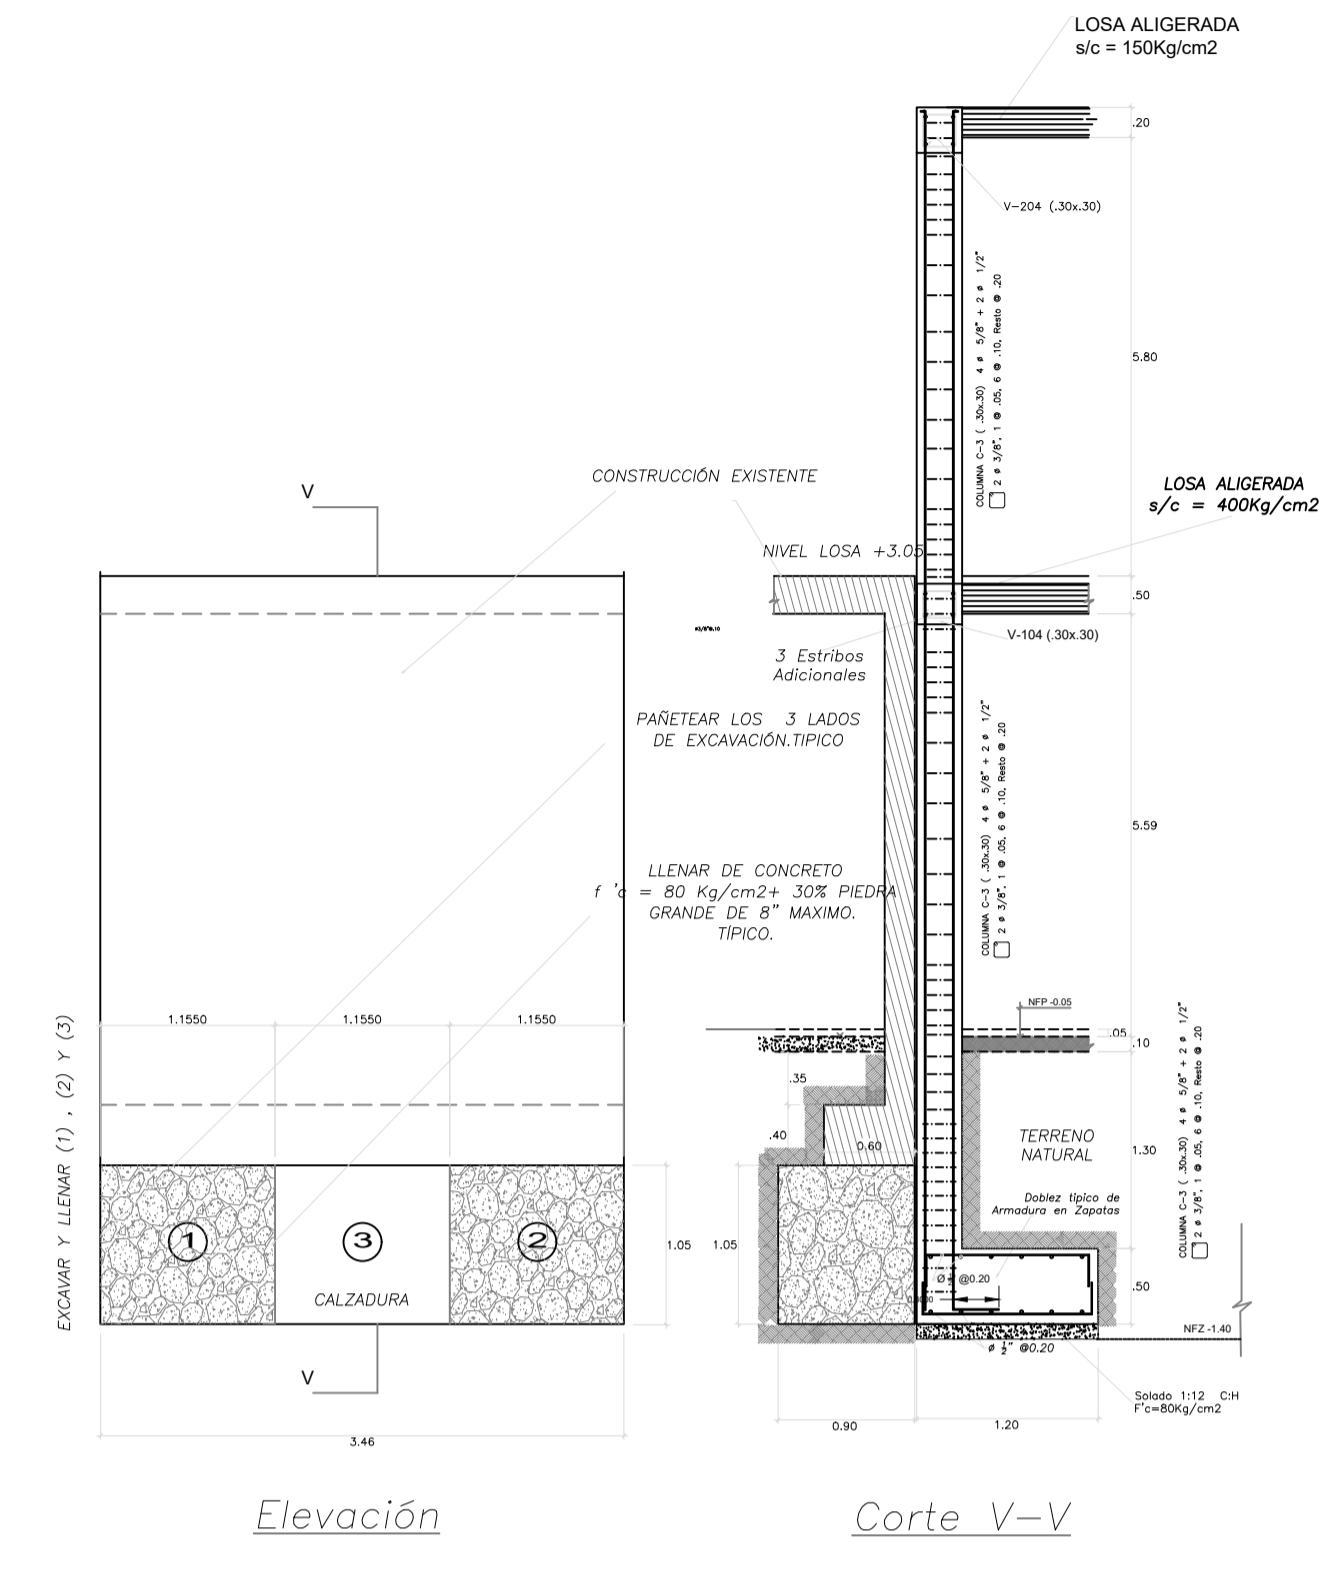 LOSA ALIGERADA
s/c = 150Kg/cm2
.20
V-204 (.30x.30)
COLUMNA C-3 ( .30x.30) 4 ø 5/8" + 2 ø 1/2"
2 ø 3/8", 1 @ .05, 6 @ .10, Resto @ .20
5.80
CONSTRUCCIÓN EXISTENTE
V
LOSA ALIGERADA
s/c = 400Kg/cm2
NIVEL LOSA +3.05
.50
ø3/8"@.10
V-104 (.30x.30)
3 Estribos
Adicionales
PAÑETEAR LOS 3 LADOS
DE EXCAVACIÓN.TIPICO
COLUMNA C-3 ( .30x.30) 4 ø 5/8" + 2 ø 1/2"
2 ø 3/8", 1 @ .05, 6 @ .10, Resto @ .20
5.59
LLENAR DE CONCRETO
f 'c = 80 Kg/cm2+ 30% PIEDRA
GRANDE DE 8" MAXIMO.
TÍPICO.
NFP -0.05
1.1550
1.1550
1.1550
.05
.10
EXCAVAR Y LLENAR (1) , (2) Y (3)
.35
.40
0.60
TERRENO
NATURAL
1.30
COLUMNA C-3 ( .30x.30) 4 ø 5/8" + 2 ø 1/2"
2 ø 3/8", 1 @ .05, 6 @ .10, Resto @ .20
Doblez tipico de
Armadura en Zapatas
1
3
2
1.05
1.05
@0.20
.50
CALZADURA
NFZ -1.40
ø ½" @0.20
V
Solado 1:12 C:H
F'c=80Kg/cm2
0.90
1.20
3.46
Elevación
Corte V-V